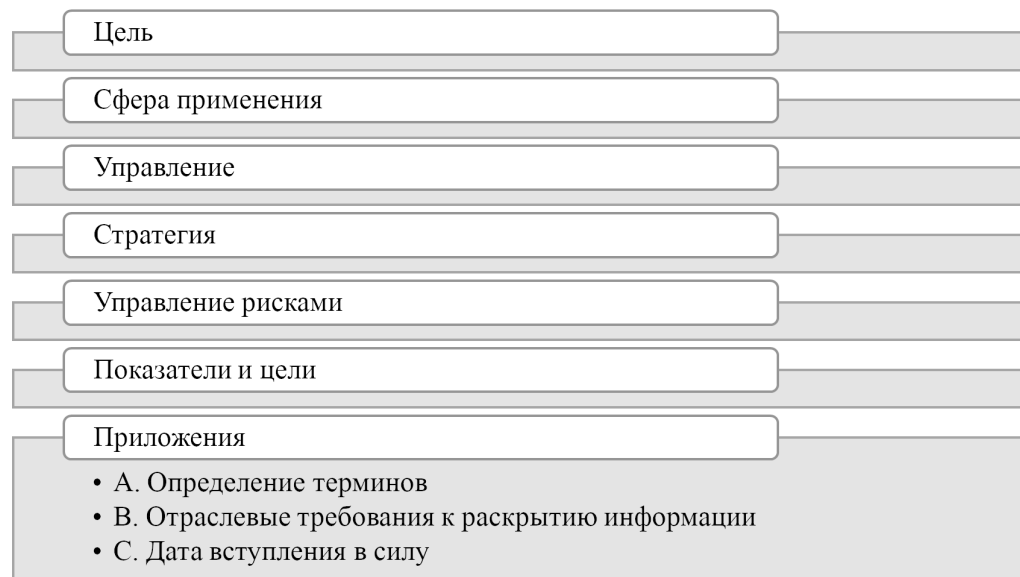 Цель
Сфера применения
Управление
Стратегия
Управление рисками
Показатели и цели
Приложения
• А. Определение терминов
• В. Отраслевые требования к раскрытию информации
• С. Дата вступления в силу